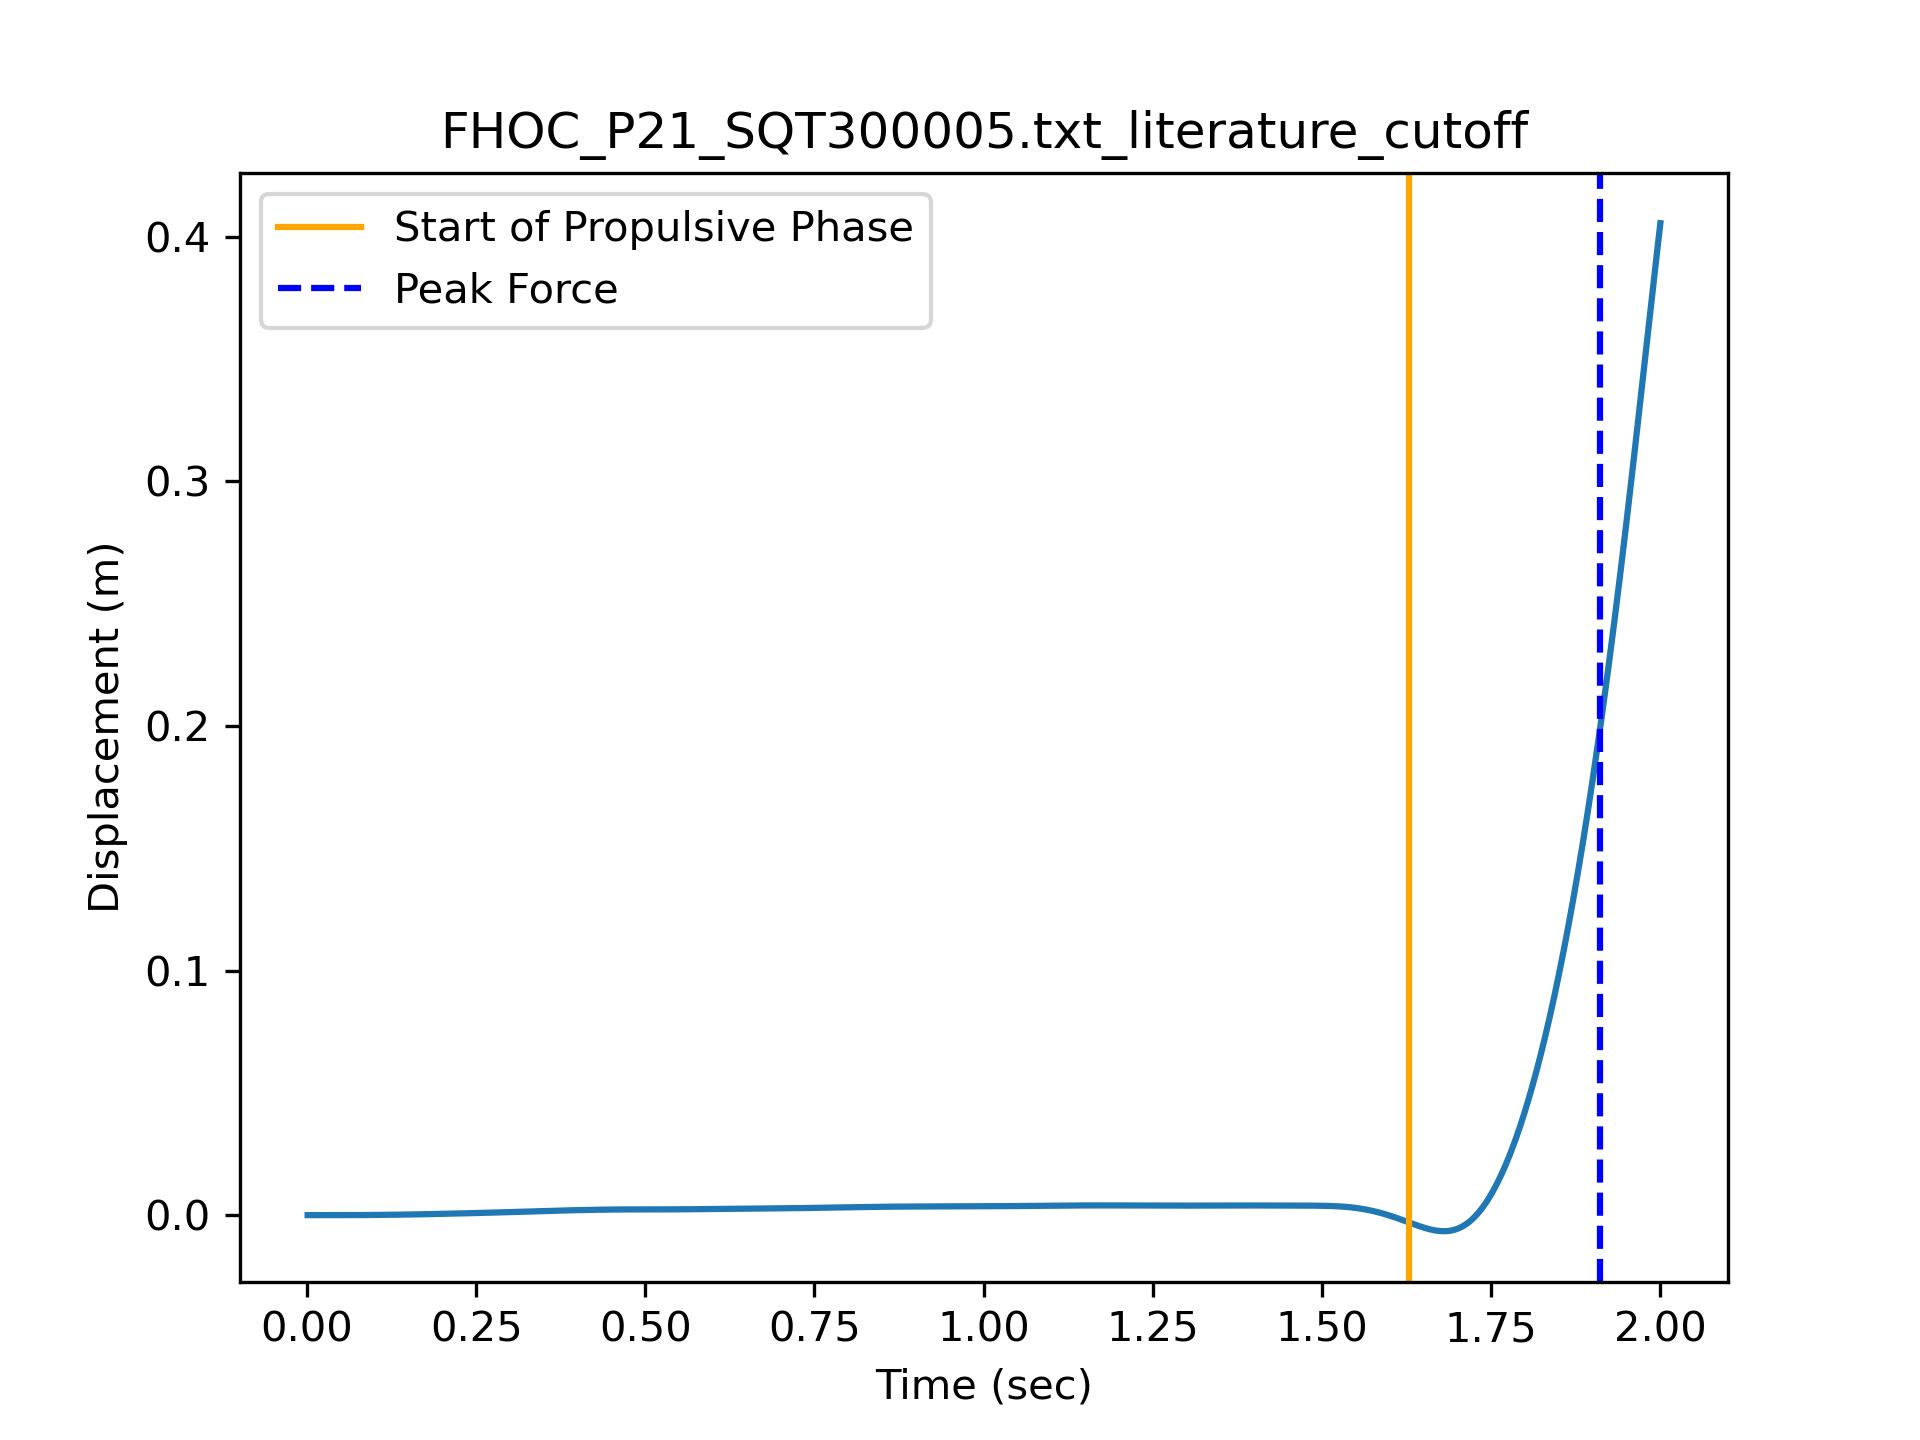 FHOC_P21_SQT300005.txt_literature_cutoff
Start of Propulsive Phase
Peak Force
0.4
0.3
0.2
0.1
0.0
Displacement (m)
0.00 0.25 0.50 0.75 1.00 1.25 1.50 1.75 2.00
Time (sec)